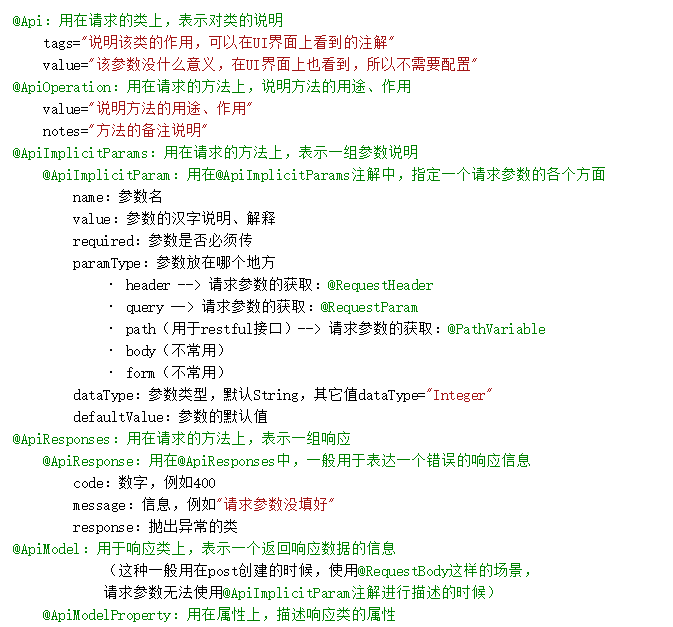 @Api：用在请求的类上，表示对类的说明
tags="说明该类的作用，可以在UI界面上看到的注解"
value="该参数没什么意义，在UI界面上也看到，所以不需要配置"
@ApiOperation：用在请求的方法上，说明方法的用途、作用
value="说明方法的用途、作用"
notes="方法的备注说明"
@ApiImplicitParams：用在请求的方法上，表示一组参数说明
@ApiImplicitParam：用在@ApiImplicitParams注解中，指定一个请求参数的各个方面
name：参数名
value：参数的汉字说明、解释
required：参数是否必须传
paramType：参数放在哪个地方
· header --> 请求参数的获取：@RequestHeader
· query --> 请求参数的获取：@RequestParam
· path（用于restful接口）--> 请求参数的获取：@PathVariable
· body（不常用）
· form（不常用）
dataType：参数类型，默认String，其它值dataType="Integer"
defaultValue：参数的默认值
@ApiResponses：用在请求的方法上，表示一组响应
@ApiResponse：用在@ApiResponses中，一般用于表达一个错误的响应信息
code：数字，例如400
message：信息，例如"请求参数没填好"
response：抛出异常的类
@ApiModel：用于响应类上，表示一个返回响应数据的信息
（这种一般用在post创建的时候，使用@RequestBody这样的场景，
请求参数无法使用@ApiImplicitParam注解进行描述的时候）
@ApiModelProperty：用在属性上，描述响应类的属性